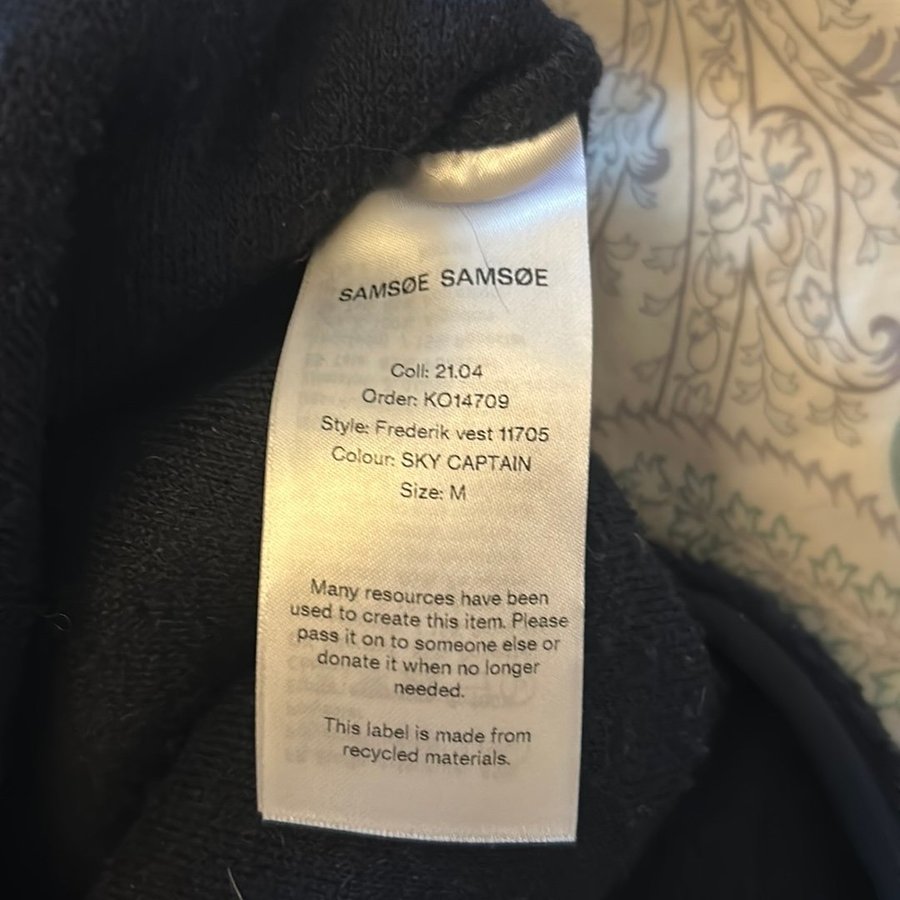 SAMSØE SAMSØE
Coll: 21.04
Order: KO14709
Style: Frederik vest 11705
Colour: SKY CAPTAIN
Size: M
Many resources have been
used to create this item. Please
pass it on to someone else or
donate it when no longer
needed.
This label is made from
recycled materials.